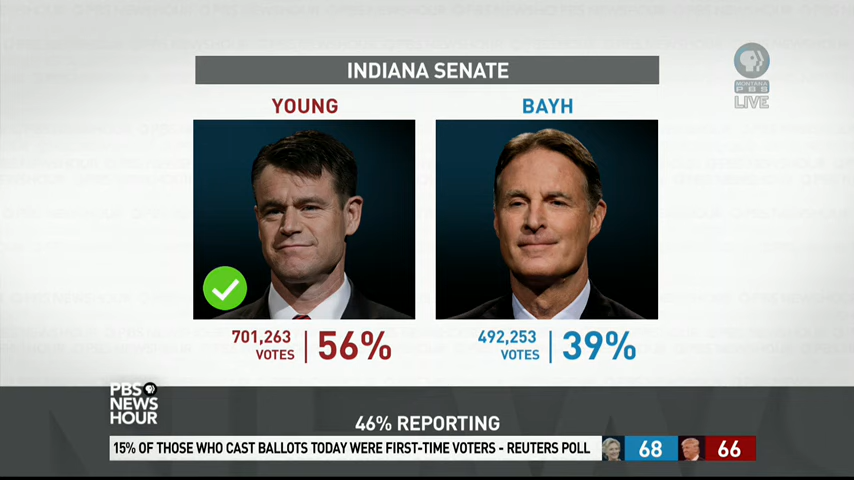 INDIANA SENATE
MONTANA
PBS
LIVE
YOUNG
BAYH
701,263
VOTES
56%
492,253
VOTES
39%
PBS
NEWS
HOUR
46% REPORTING
15% OF THOSE WHO CAST BALLOTS TODAY WERE FIRST-TIME VOTERS - REUTERS POLL
68
66